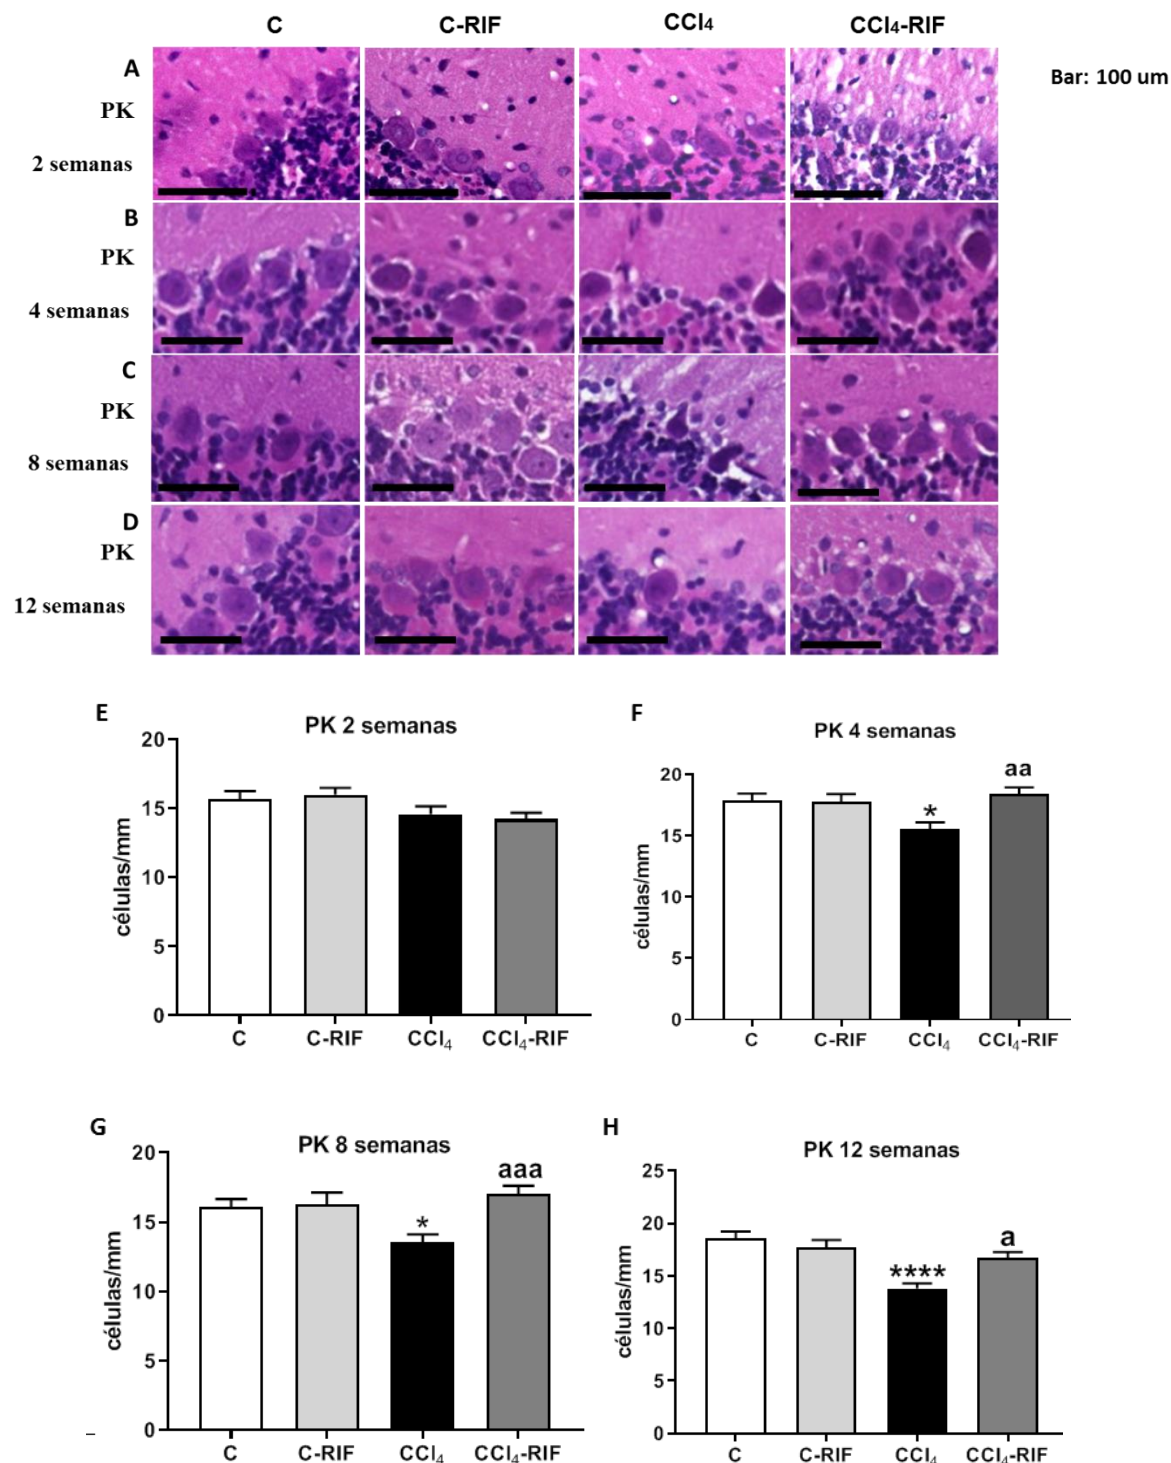 C C-RIF CCl4 CCl4-RIF
A
Bar: 100 um
PK
2 semanas
B
PK
4 semanas
C
PK
8 semanas
D
PK
12 semanas
E
PK 2 semanas
20
15
10
5
0
células/mm
C C-RIF CCl4 CCl4-RIF
F
PK 4 semanas
aa
*
20
15
10
5
0
células/mm
C C-RIF CCl4 CCl4-RIF
G
PK 8 semanas
aaa
*
20
15
10
5
0
células/mm
C C-RIF CCl4 CCl4-RIF
H
PK 12 semanas
a
****
25
20
15
10
5
0
células/mm
C C-RIF CCl4 CCl4-RIF